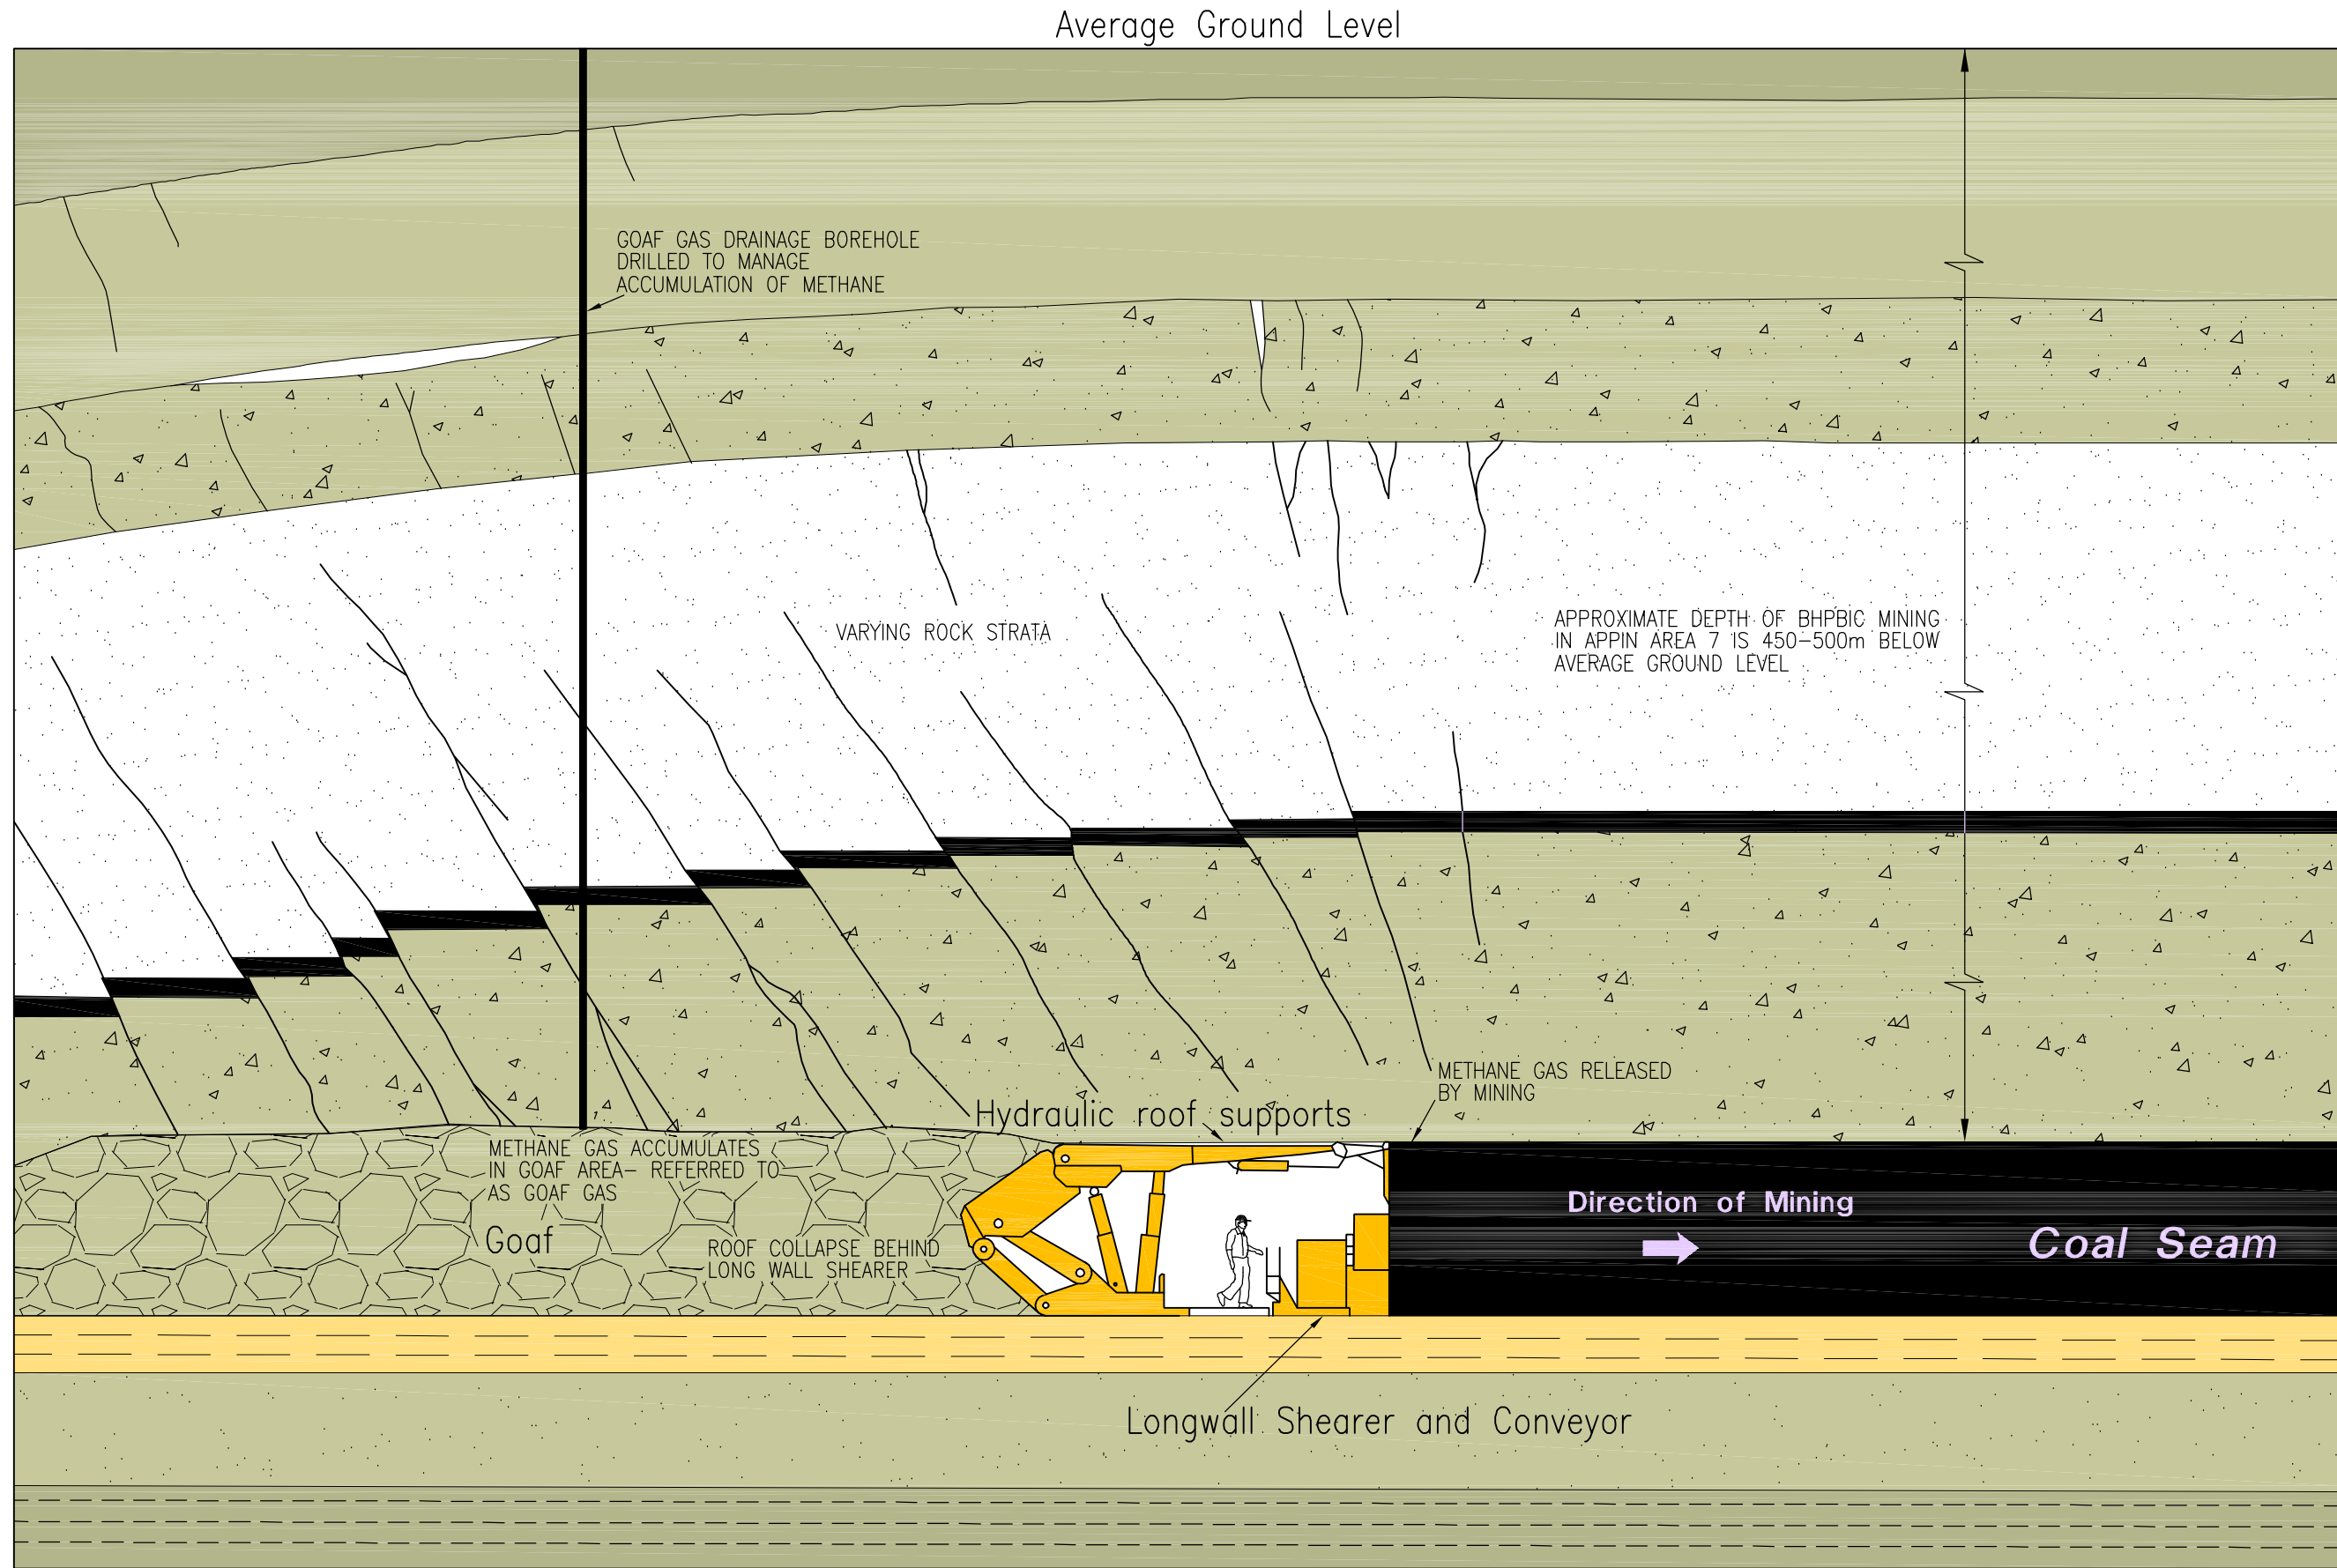 Average Ground Level
GOAF GAS DRAINAGE BOREHOLE
DRILLED TO MANAGE
ACCUMULATION OF METHANE
VARYING ROCK STRATA
APPROXIMATE DEPTH OF BHPBIC MINING
IN APPIN AREA 7 IS 450-500m BELOW
AVERAGE GROUND LEVEL
METHANE GAS RELEASED
BY MINING
Hydraulic roof supports
METHANE GAS ACCUMULATES
IN GOAF AREA- REFERRED TO
AS GOAF GAS
Goaf
ROOF COLLAPSE BEHIND
LONG WALL SHEARER
Direction of Mining
Coal Seam
Longwall Shearer and Conveyor